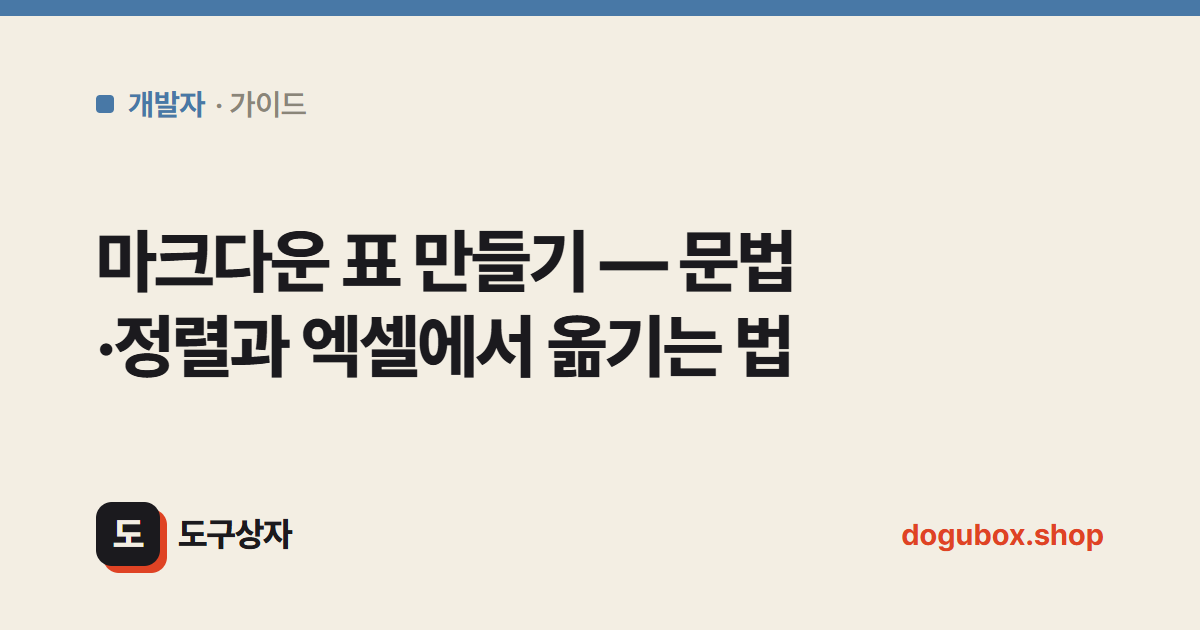 개발자 · 가이드
마크다운 표 만들기 — 문법
·정렬과 엑셀에서 옮기는 법
도 도구상자
dogubox.shop